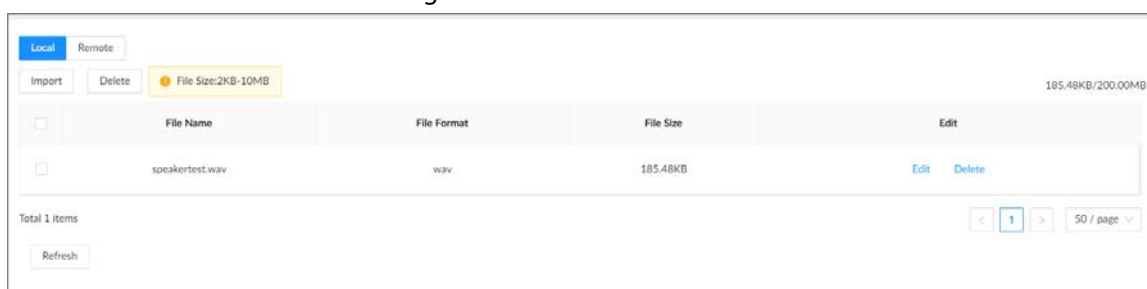 Local Remote
Import Delete File Size:2KB-10MB 185.48KB/200.00MB
File Name File Format File Size Edit
speakertest.wav wav 185.48KB Edit Delete
Total 1 items < 1 > 50 / page
Refresh